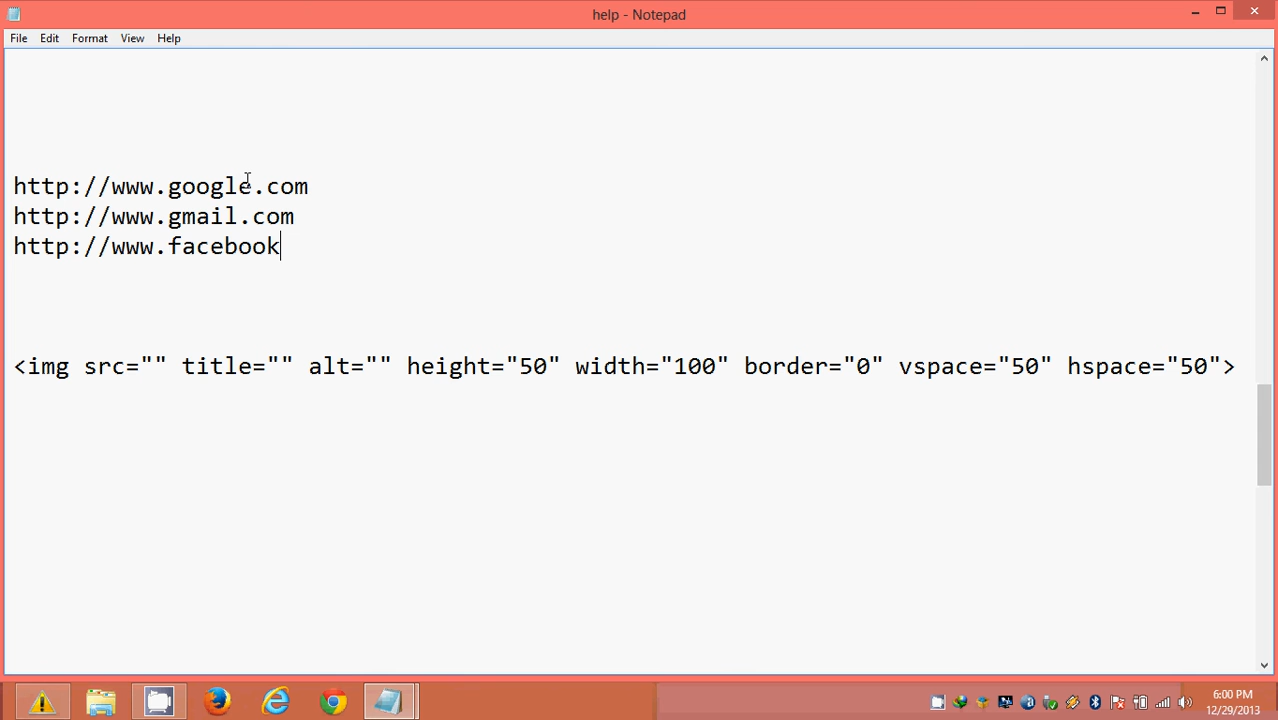 help - Notepad
File Edit Format View Help
http://www.google.com
http://www.gmail.com
http://www.facebook
<img src="" title="" alt="" height="50" width="100" border="0" vspace="50" hspace="50">
6:00 PM
12/29/2013